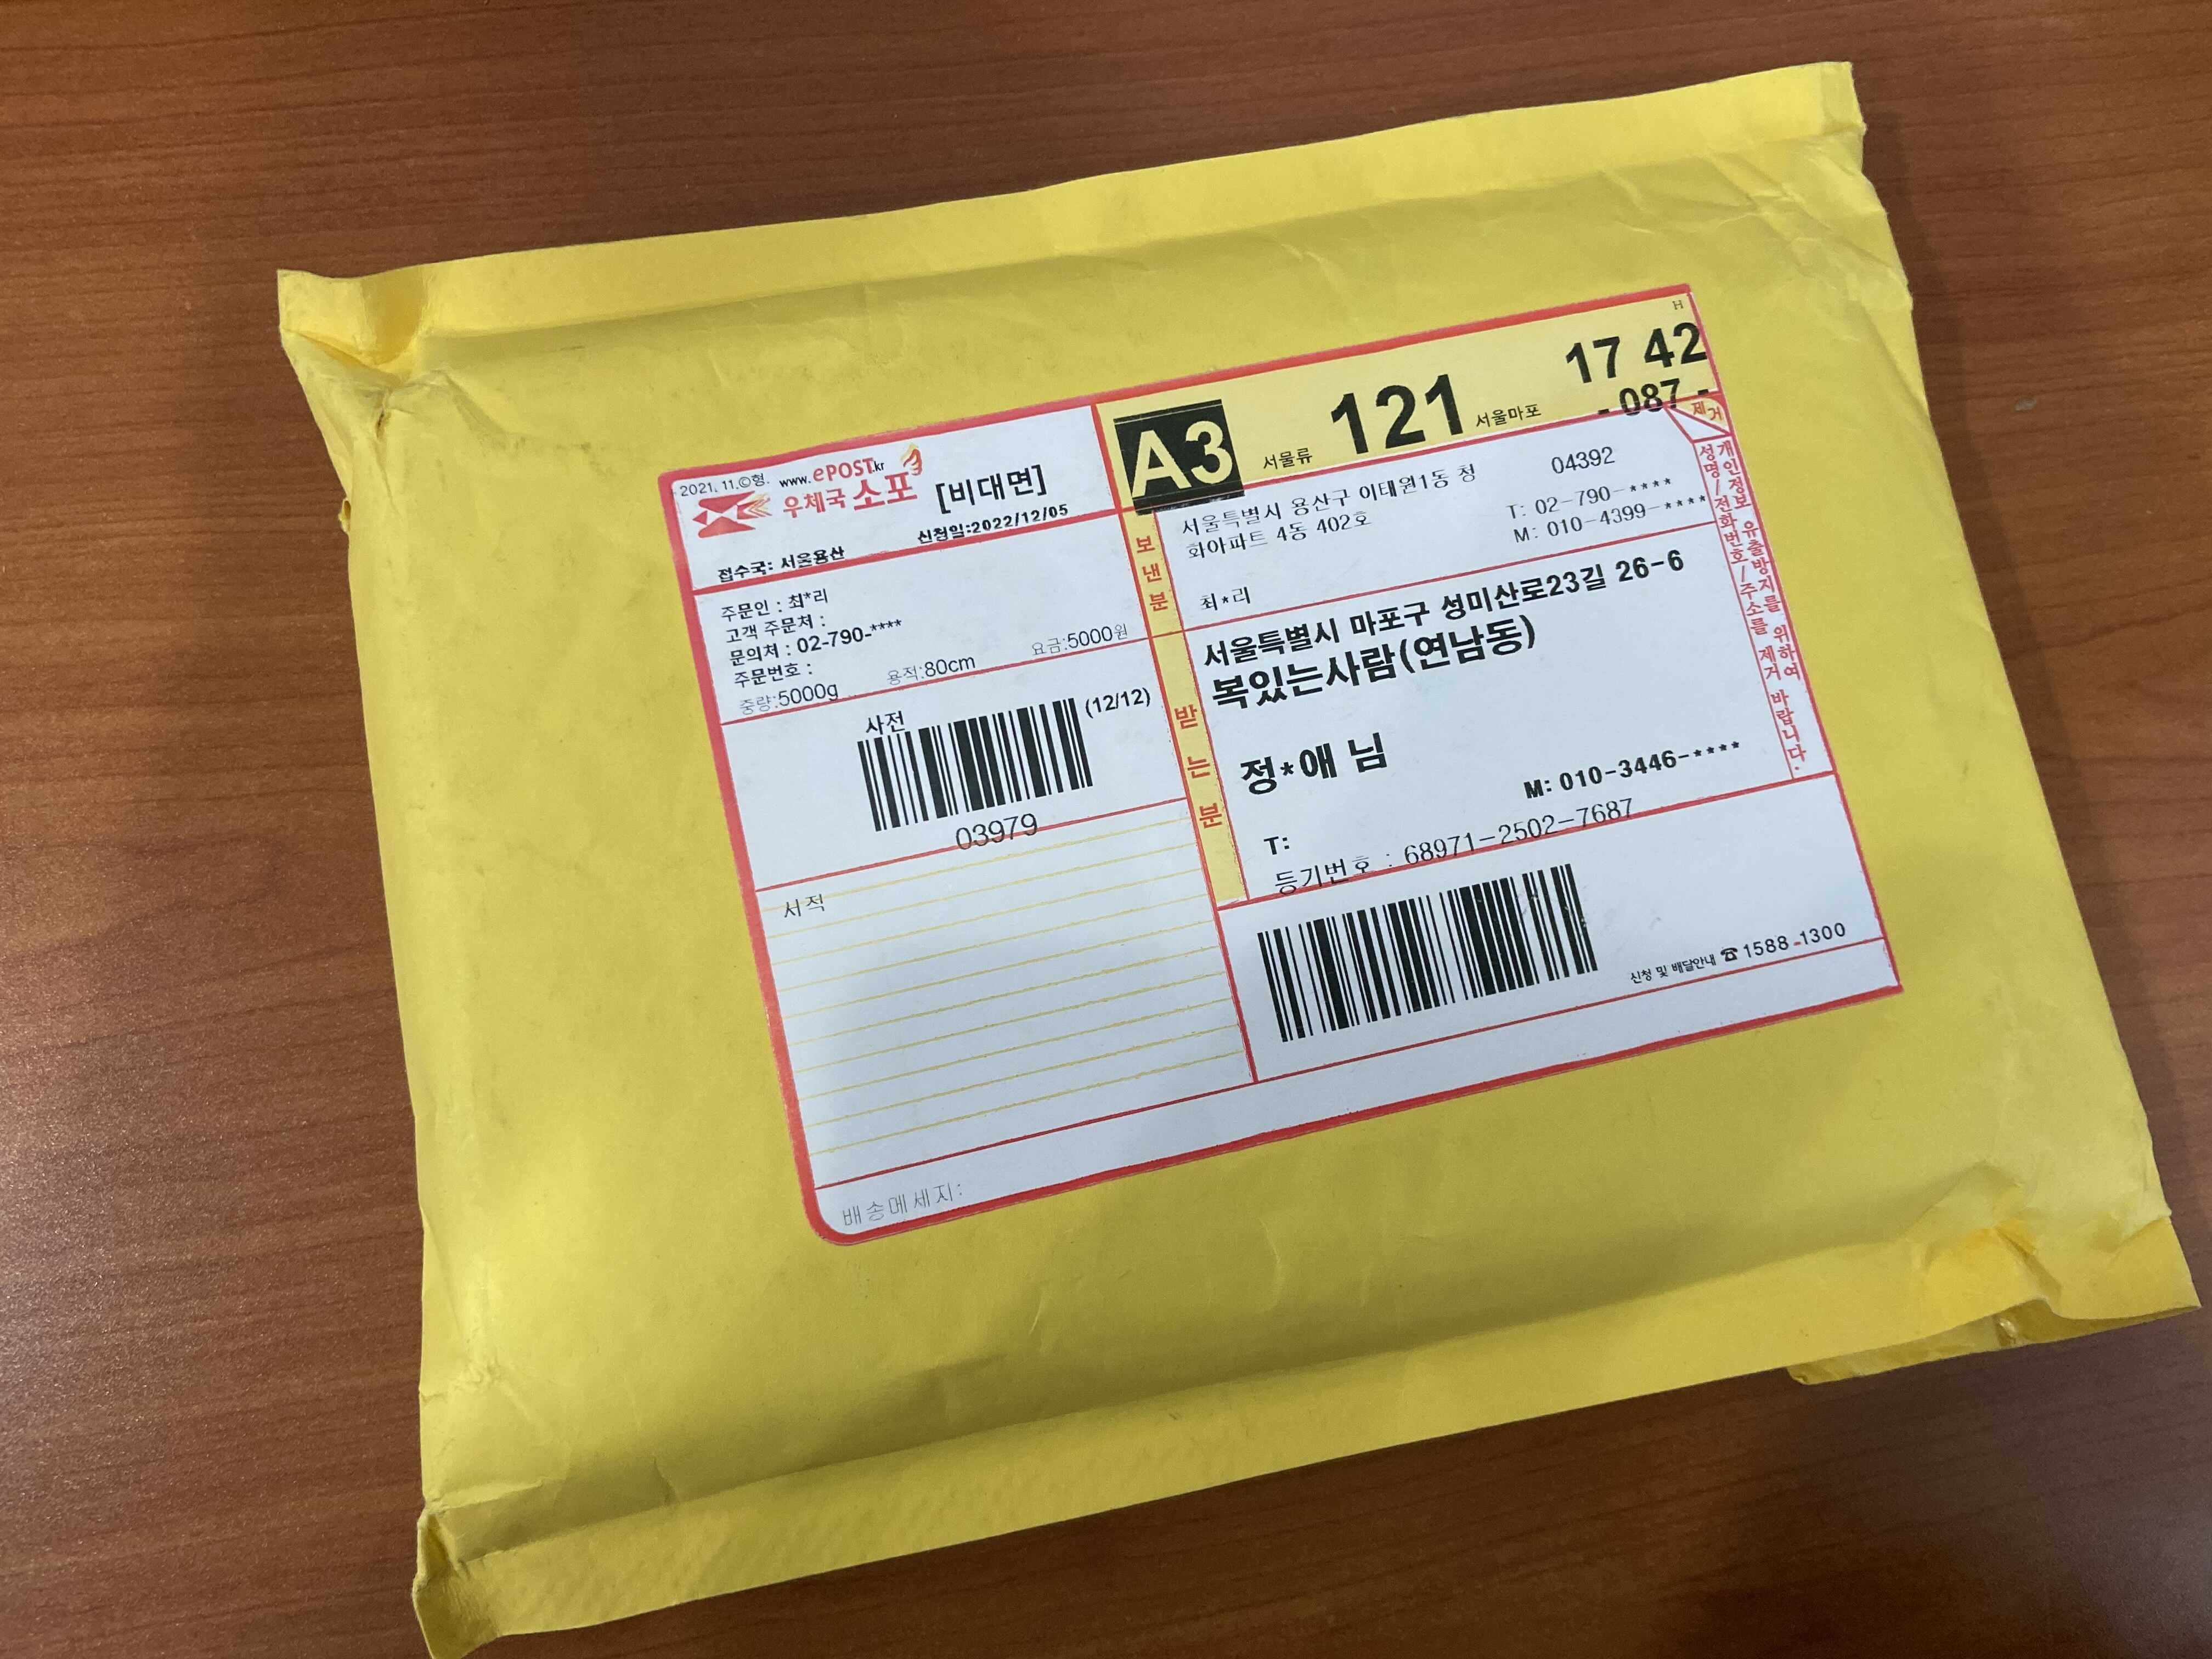 2021. 11.ⓒ형.
www.ePOST.kr
우체국 소포 [비대면]
신청일:2022/12/05
접수국: 서울용산
주문인 : 최*리
고객 주문처 :
문의처 : 02-790-****
주문번호 :
중량:5000g 용적:80cm 요금:5000원
사전 (12/12)
03979
서적
배송메세지:
H
A3 서물류 121 서울마포 17 42
- 087 -
제거
보낸분
서울특별시 용산구 이태원1동 청 04392
화아파트 4동 402호
T: 02-790-****
M: 010-4399-****
최*리
받는분
서울특별시 마포구 성미산로23길 26-6
복있는사람(연남동)
정*애 님
M: 010-3446-****
T:
등기번호 : 68971-2502-7687
신청 및 배달안내 ☎ 1588-1300
개인정보 유출방지를 위하여
성명/전화번호/주소를 제거 바랍니다.